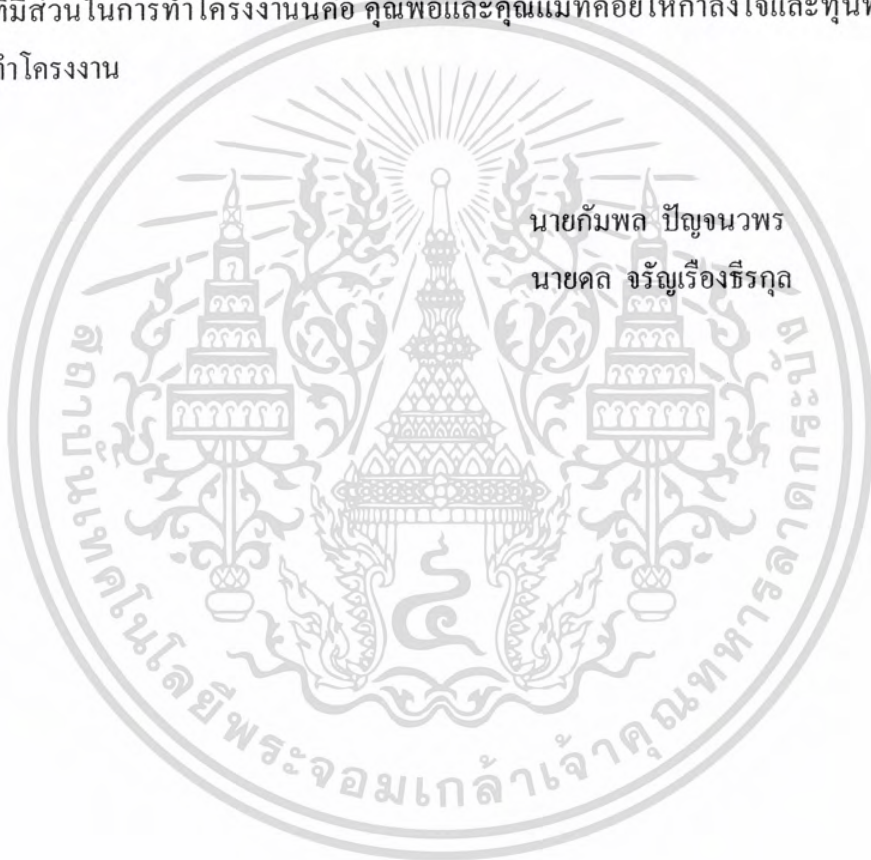 ที่มีส่วนในการทำโครงงานนี้คือ คุณพ่อและคุณแม่ที่คอยให้กำลังใจและทุน
ทำโครงงาน
นายกัมพล ปัญจนวพร
นายดล จรัญเรืองธีรกุล
สถาบันเทคโนโลยีพระจอมเกล้าเจ้าคุณทหารลาดกระบัง
๔